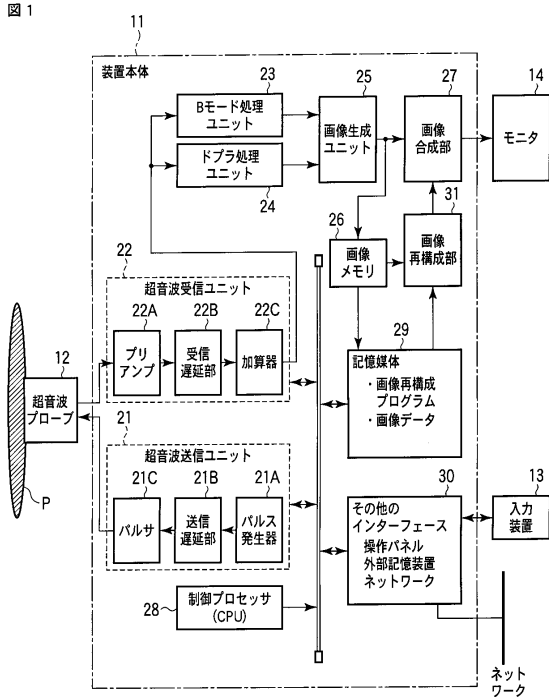 図1
11
装置本体
23
Bモード処理
ユニット
ドプラ処理
ユニット
24
25
画像生成
ユニット
27
画像
合成部
14
モニタ
31
画像
再構成部
26
画像
メモリ
22
超音波受信ユニット
22A
プリ
アンプ
22B
受信
遅延部
22C
加算器
29
記憶媒体
・画像再構成
プログラム
・画像データ
12
超音波
プローブ
P
21
超音波送信ユニット
21C
パルサ
21B
送信
遅延部
21A
パルス
発生器
30
その他の
インターフェース
操作パネル
外部記憶装置
ネットワーク
13
入力
装置
28
制御プロセッサ
(CPU)
ネット
ワーク